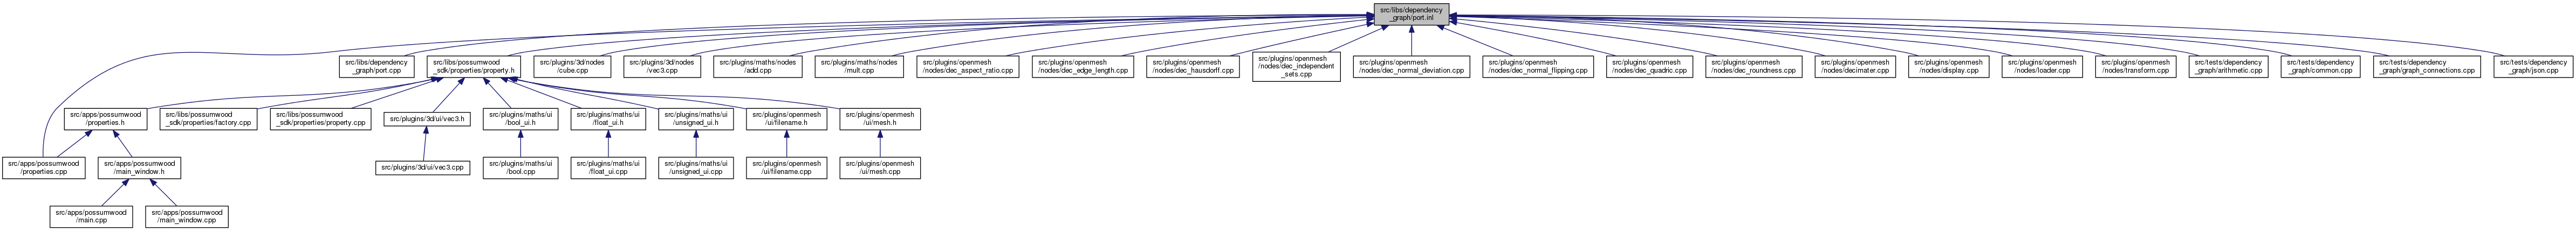 src/libs/dependency
_graph/port.inl
src/libs/dependency
_graph/port.cpp
src/libs/possumwood
_sdk/properties/property.h
src/plugins/3d/nodes
/cube.cpp
src/plugins/3d/nodes
/vec3.cpp
src/plugins/maths/nodes
/add.cpp
src/plugins/maths/nodes
/mult.cpp
src/plugins/openmesh
/nodes/dec_aspect_ratio.cpp
src/plugins/openmesh
/nodes/dec_edge_length.cpp
src/plugins/openmesh
/nodes/dec_hausdorff.cpp
src/plugins/openmesh
/nodes/dec_independent
_sets.cpp
src/plugins/openmesh
/nodes/dec_normal_deviation.cpp
src/plugins/openmesh
/nodes/dec_normal_flipping.cpp
src/plugins/openmesh
/nodes/dec_quadric.cpp
src/plugins/openmesh
/nodes/dec_roundness.cpp
src/plugins/openmesh
/nodes/decimater.cpp
src/plugins/openmesh
/nodes/display.cpp
src/plugins/openmesh
/nodes/loader.cpp
src/plugins/openmesh
/nodes/transform.cpp
src/tests/dependency
_graph/arithmetic.cpp
src/tests/dependency
_graph/common.cpp
src/tests/dependency
_graph/graph_connections.cpp
src/tests/dependency
_graph/json.cpp
src/apps/possumwood
/properties.h
src/libs/possumwood
_sdk/properties/factory.cpp
src/libs/possumwood
_sdk/properties/property.cpp
src/plugins/3d/ui/vec3.h
src/plugins/maths/ui
/bool_ui.h
src/plugins/maths/ui
/float_ui.h
src/plugins/maths/ui
/unsigned_ui.h
src/plugins/openmesh
/ui/filename.h
src/plugins/openmesh
/ui/mesh.h
src/apps/possumwood
/properties.cpp
src/apps/possumwood
/main_window.h
src/plugins/3d/ui/vec3.cpp
src/plugins/maths/ui
/bool.cpp
src/plugins/maths/ui
/float_ui.cpp
src/plugins/maths/ui
/unsigned_ui.cpp
src/plugins/openmesh
/ui/filename.cpp
src/plugins/openmesh
/ui/mesh.cpp
src/apps/possumwood
/main.cpp
src/apps/possumwood
/main_window.cpp